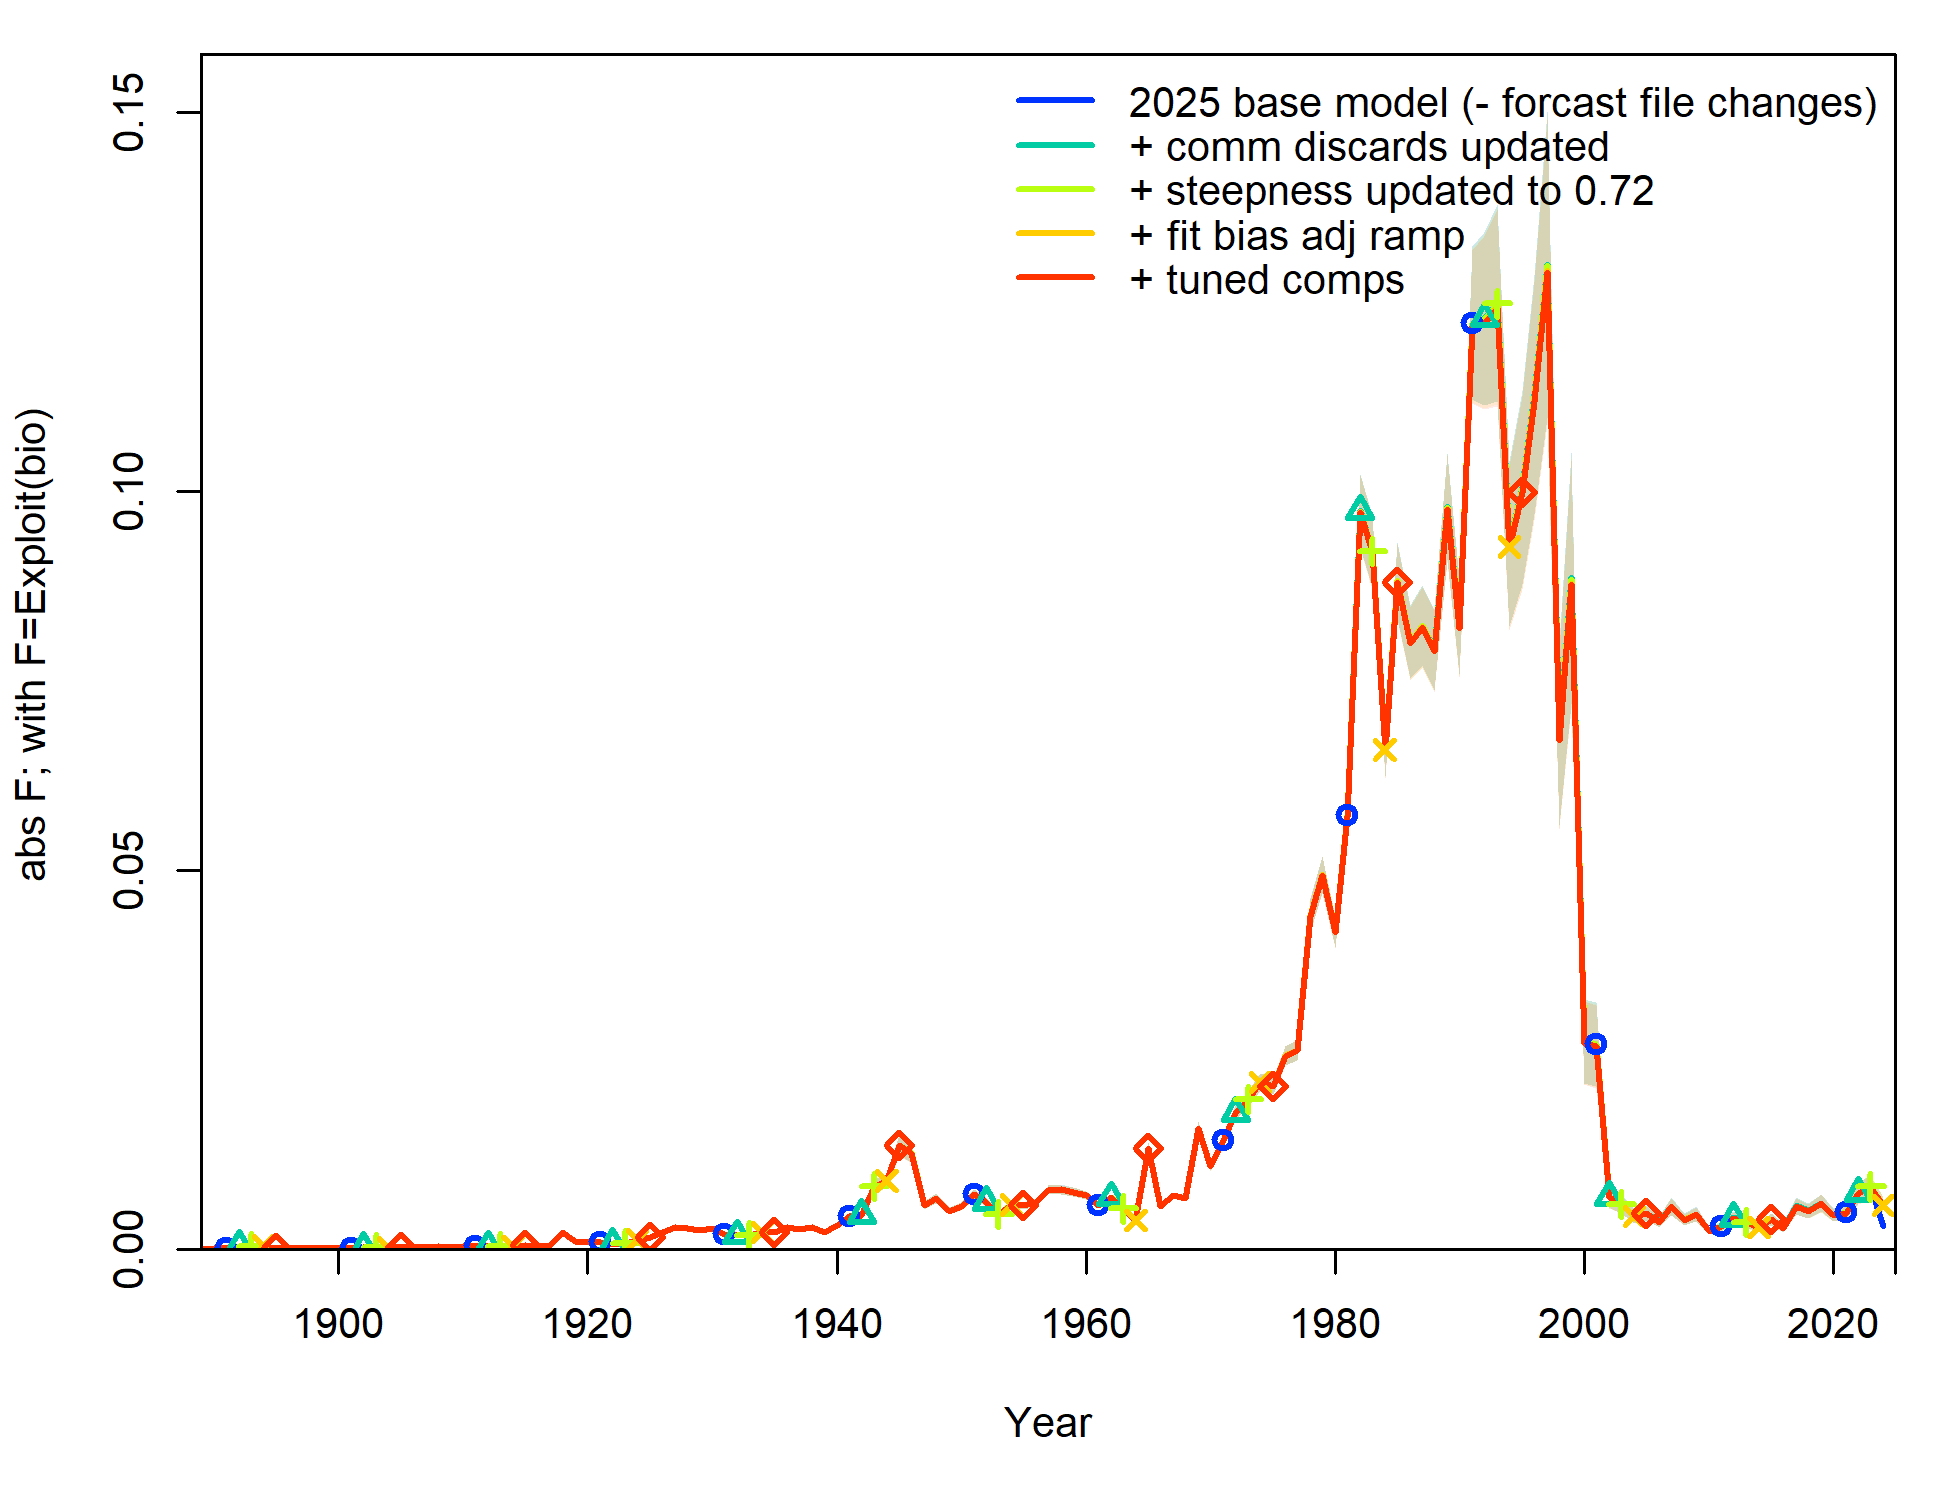 0.15
0.10
0.05
0.00
abs F; with F=Exploit(bio)
2025 base model (- forcast file changes)
+ comm discards updated
+ steepness updated to 0.72
+ fit bias adj ramp
+ tuned comps
1900 1920 1940 1960 1980 2000 2020
Year